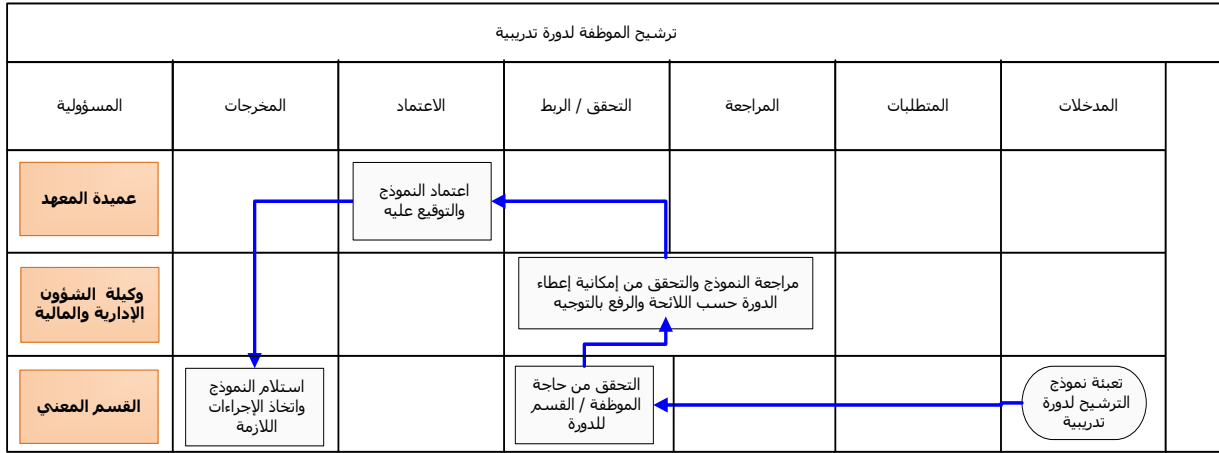 ترشيح الموظفة لدورة تدريبية
المدخلات
المتطلبات
المراجعة
التحقق / الربط
الاعتماد
المخرجات
المسؤولية
اعتماد النموذج
والتوقيع عليه
عميدة المعهد
مراجعة النموذج والتحقق من إمكانية إعطاء
الدورة حسب اللائحة والرفع بالتوجيه
وكيلة الشؤون
الإدارية والمالية
تعبئة نموذج
الترشيح لدورة
تدريبية
التحقق من حاجة
الموظفة / القسم
للدورة
استلام النموذج
واتخاذ الإجراءات
اللازمة
القسم المعني